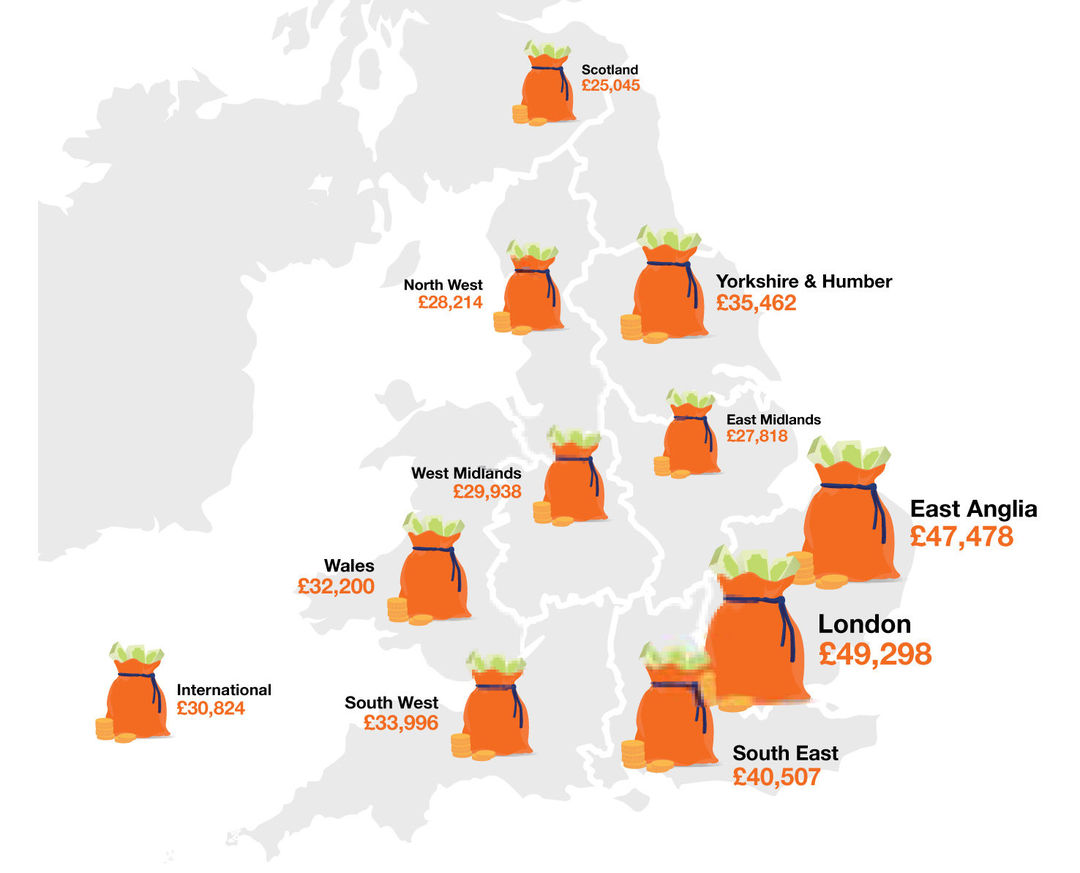 Scotland
£25,045
North West
£28,214
Yorkshire & Humber
£35,462
East Midlands
£27,818
West Midlands
£29,938
East Anglia
£47,478
Wales
£32,200
London
£49,298
International
£30,824
South West
£33,996
South East
£40,507